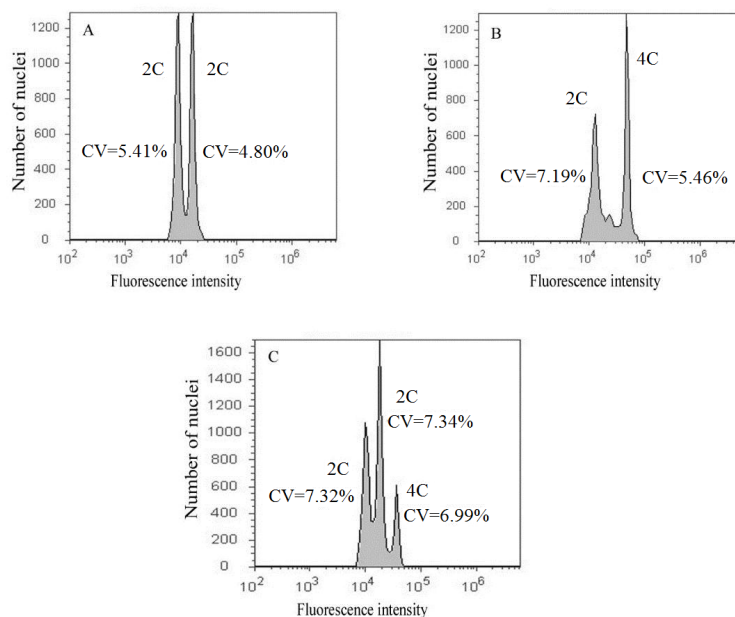 A
2C
2C
CV=5.41%
CV=4.80%
Number of nuclei
1200
1000
800
600
400
200
0
10²
10³
10⁴
10⁵
10⁶
Fluorescence intensity
B
4C
2C
CV=7.19%
CV=5.46%
Number of nuclei
1200
900
600
300
0
10²
10³
10⁴
10⁵
10⁶
Fluorescence intensity
C
2C
CV=7.34%
2C
CV=7.32%
4C
CV=6.99%
Number of nuclei
1600
1400
1200
1000
800
600
400
200
0
10²
10³
10⁴
10⁵
10⁶
Fluorescence intensity